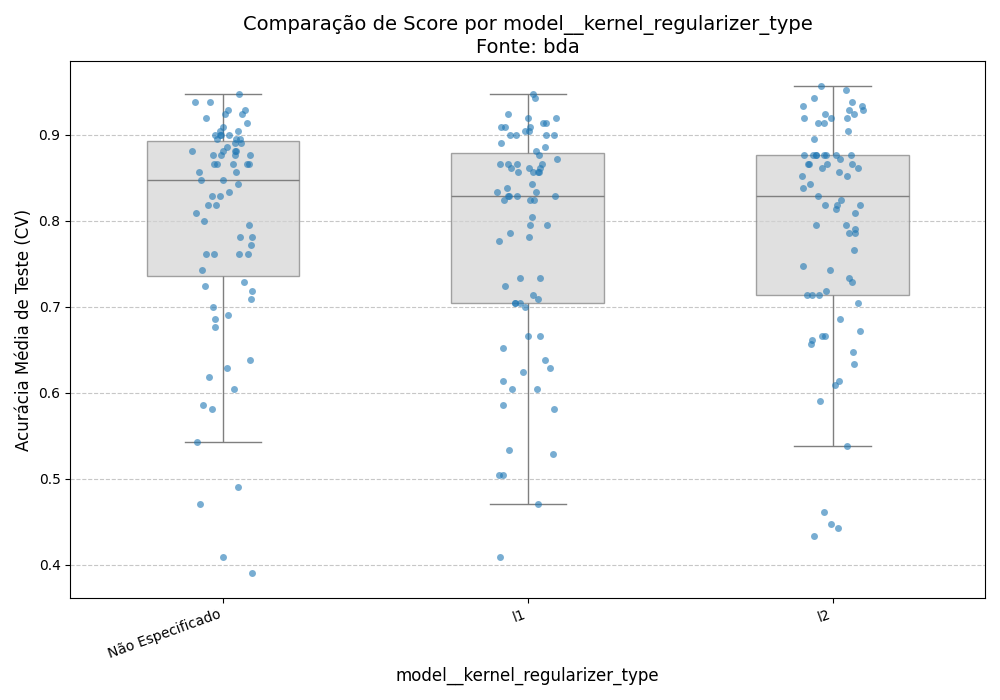 Comparação de Score por model__kernel_regularizer_type
Fonte: bda
Acurácia Média de Teste (CV)
0.9
0.8
0.7
0.6
0.5
0.4
Não Especificado
l1
l2
model__kernel_regularizer_type